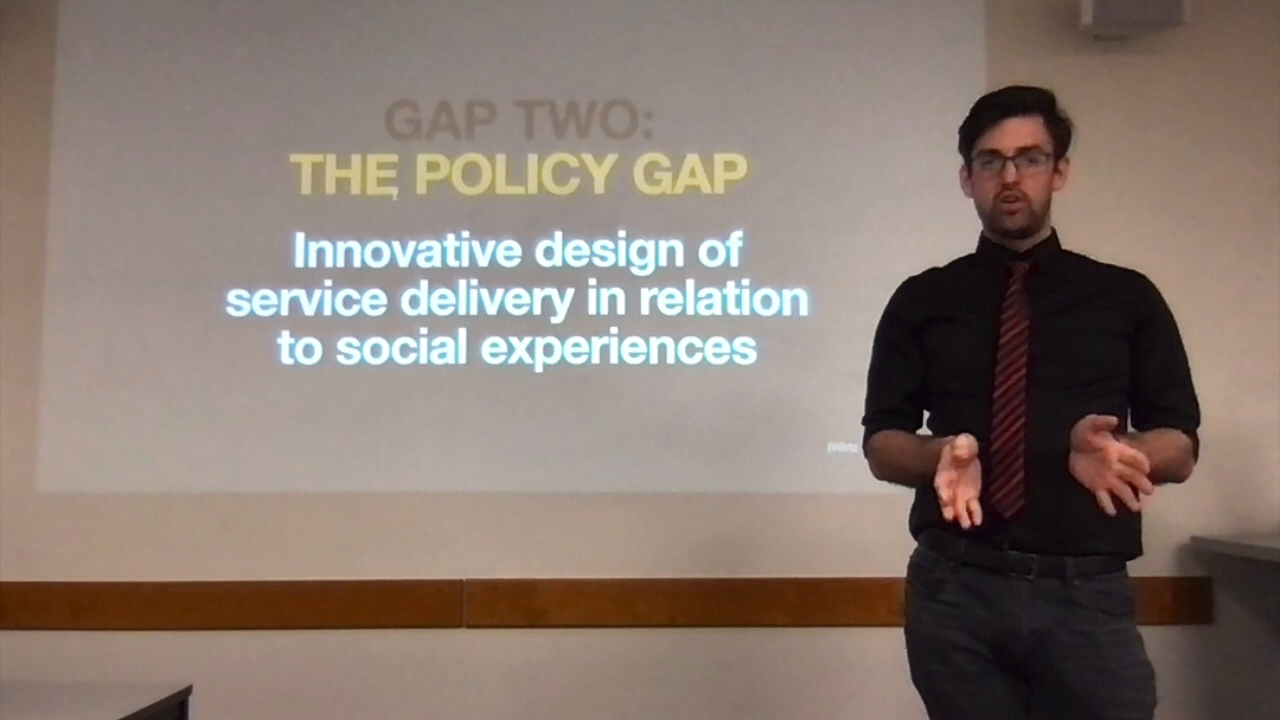 GAP TWO:
THE POLICY GAP
Innovative design of
service delivery in relation
to social experiences